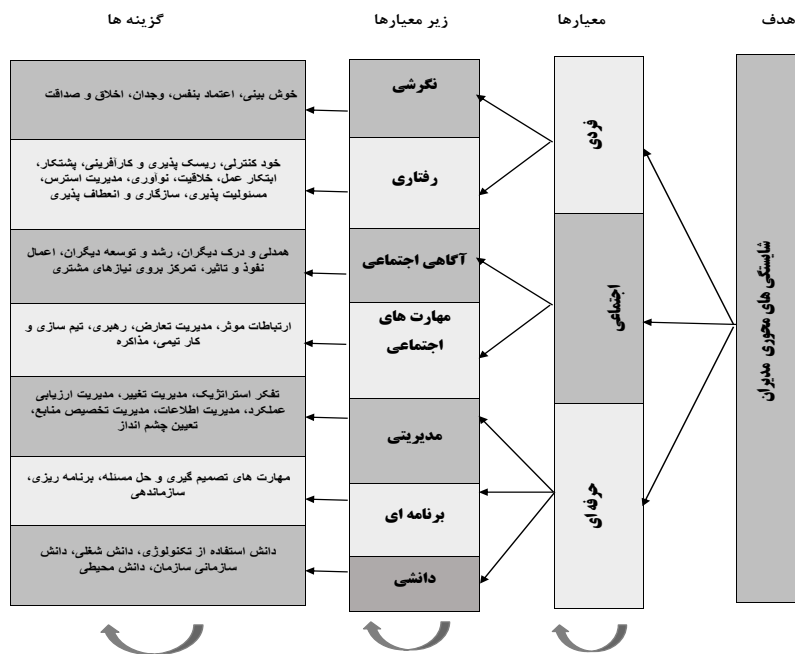 هدف
معیارها
زیر معیارها
گزینه ها
شایستگی های محوری مدیران
فردی
اجتماعی
حرفه ای
نگرشی
رفتاری
آگاهی اجتماعی
مهارت های
اجتماعی
مدیریتی
برنامه ای
دانشی
خوش بینی، اعتماد بنفس، وجدان، اخلاق و صداقت
خود کنترلی، ریسک پذیری و کارآفرینی، پشتکار،
ابتکار عمل، خلاقیت، نوآوری، مدیریت استرس،
مسئولیت پذیری، سازگاری و انعطاف پذیری
همدلی و درک دیگران، رشد و توسعه دیگران، اعمال
نفوذ و تاثیر، تمرکز بروی نیازهای مشتری
ارتباطات موثر، مدیریت تعارض، رهبری، تیم سازی و
کار تیمی، مذاکره
تفکر استراتژیک، مدیریت تغییر، مدیریت ارزیابی
عملکرد، مدیریت اطلاعات، مدیریت تخصیص منابع،
تعیین چشم انداز
مهارت های تصمیم گیری و حل مسئله، برنامه ریزی،
سازماندهی
دانش استفاده از تکنولوژی، دانش شغلی، دانش
سازمانی سازمان، دانش محیطی